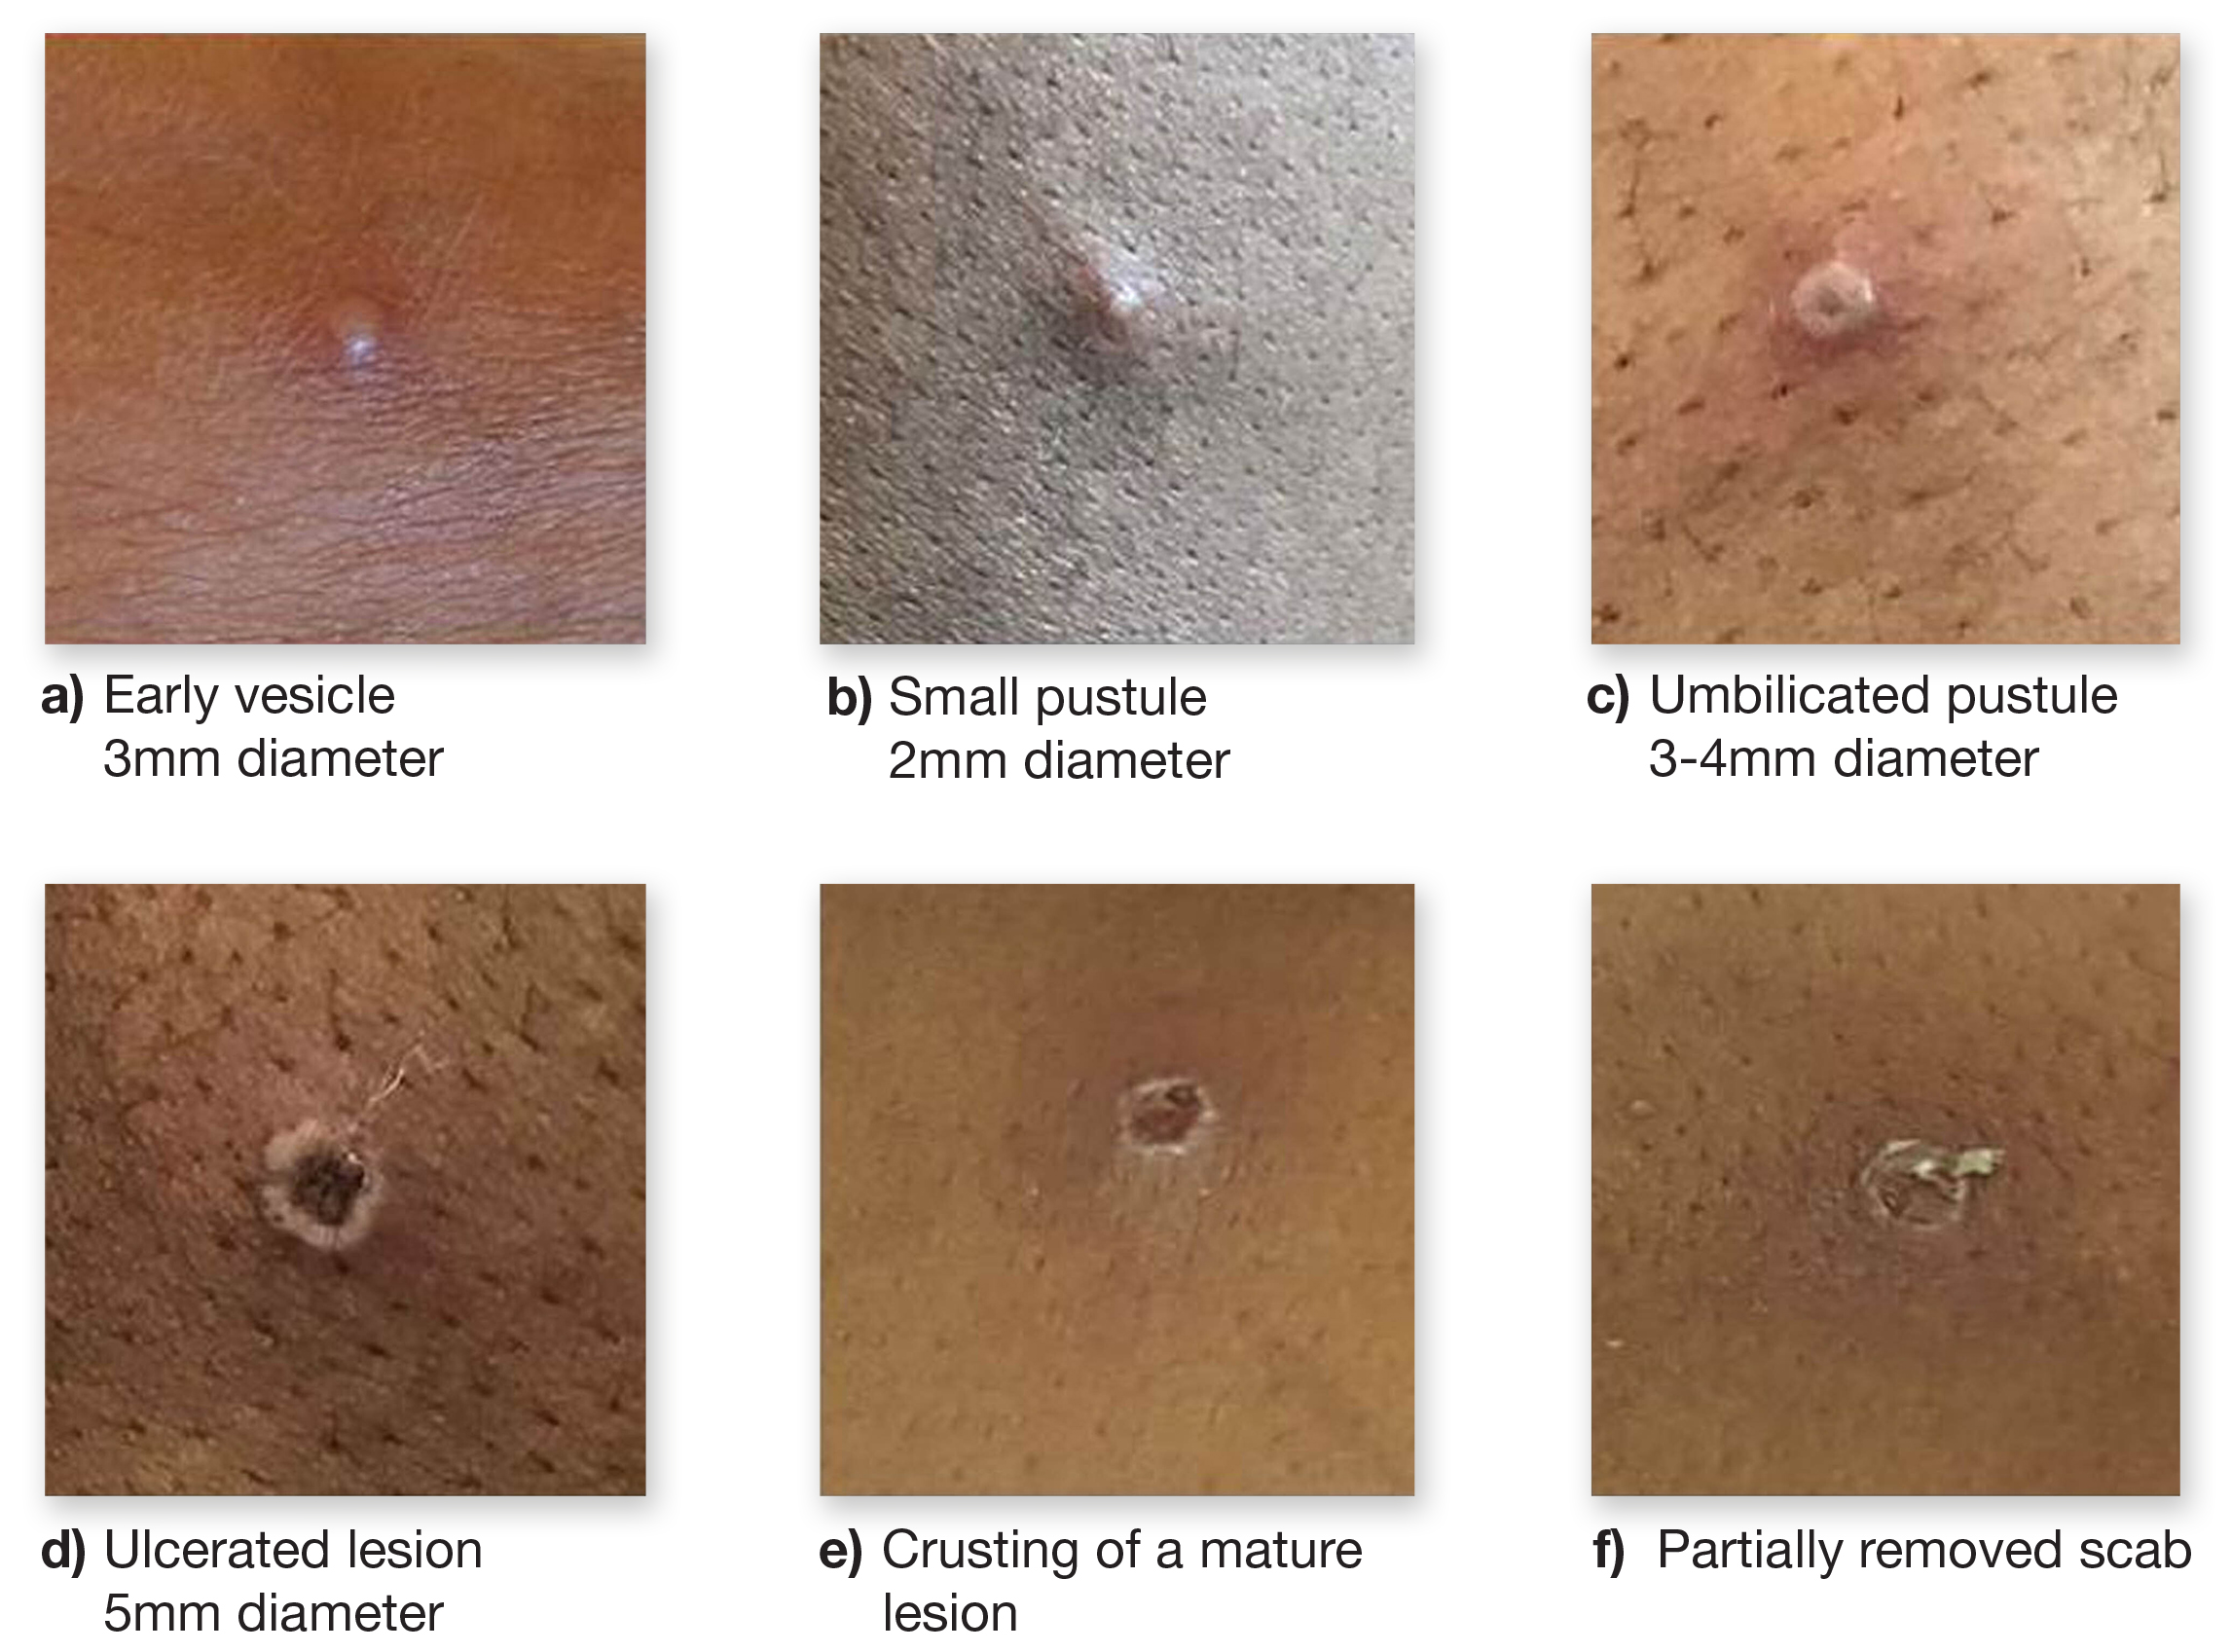 a) Early vesicle
3mm diameter
b) Small pustule
2mm diameter
c) Umbilicated pustule
3-4mm diameter
d) Ulcerated lesion
5mm diameter
e) Crusting of a mature
lesion
f) Partially removed scab